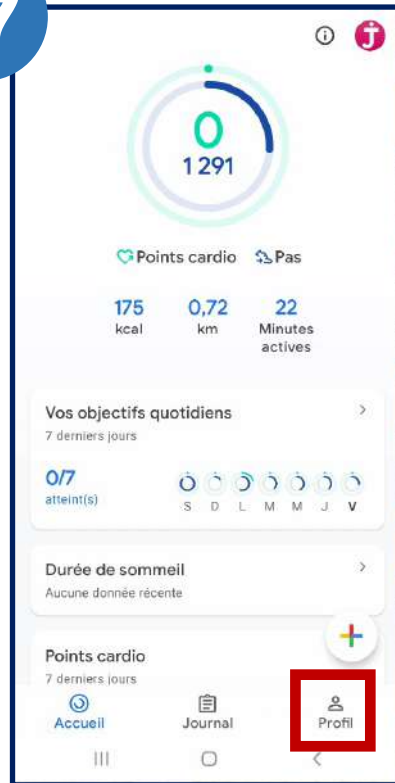 7
J
0
1 291
Points cardio Pas
175 0,72 22
kcal km Minutes
actives
Vos objectifs quotidiens
7 derniers jours
0/7
atteint(s)
S D L M M J V
Durée de sommeil
Aucune donnée récente
Points cardio
7 derniers jours
Accueil Journal Profil